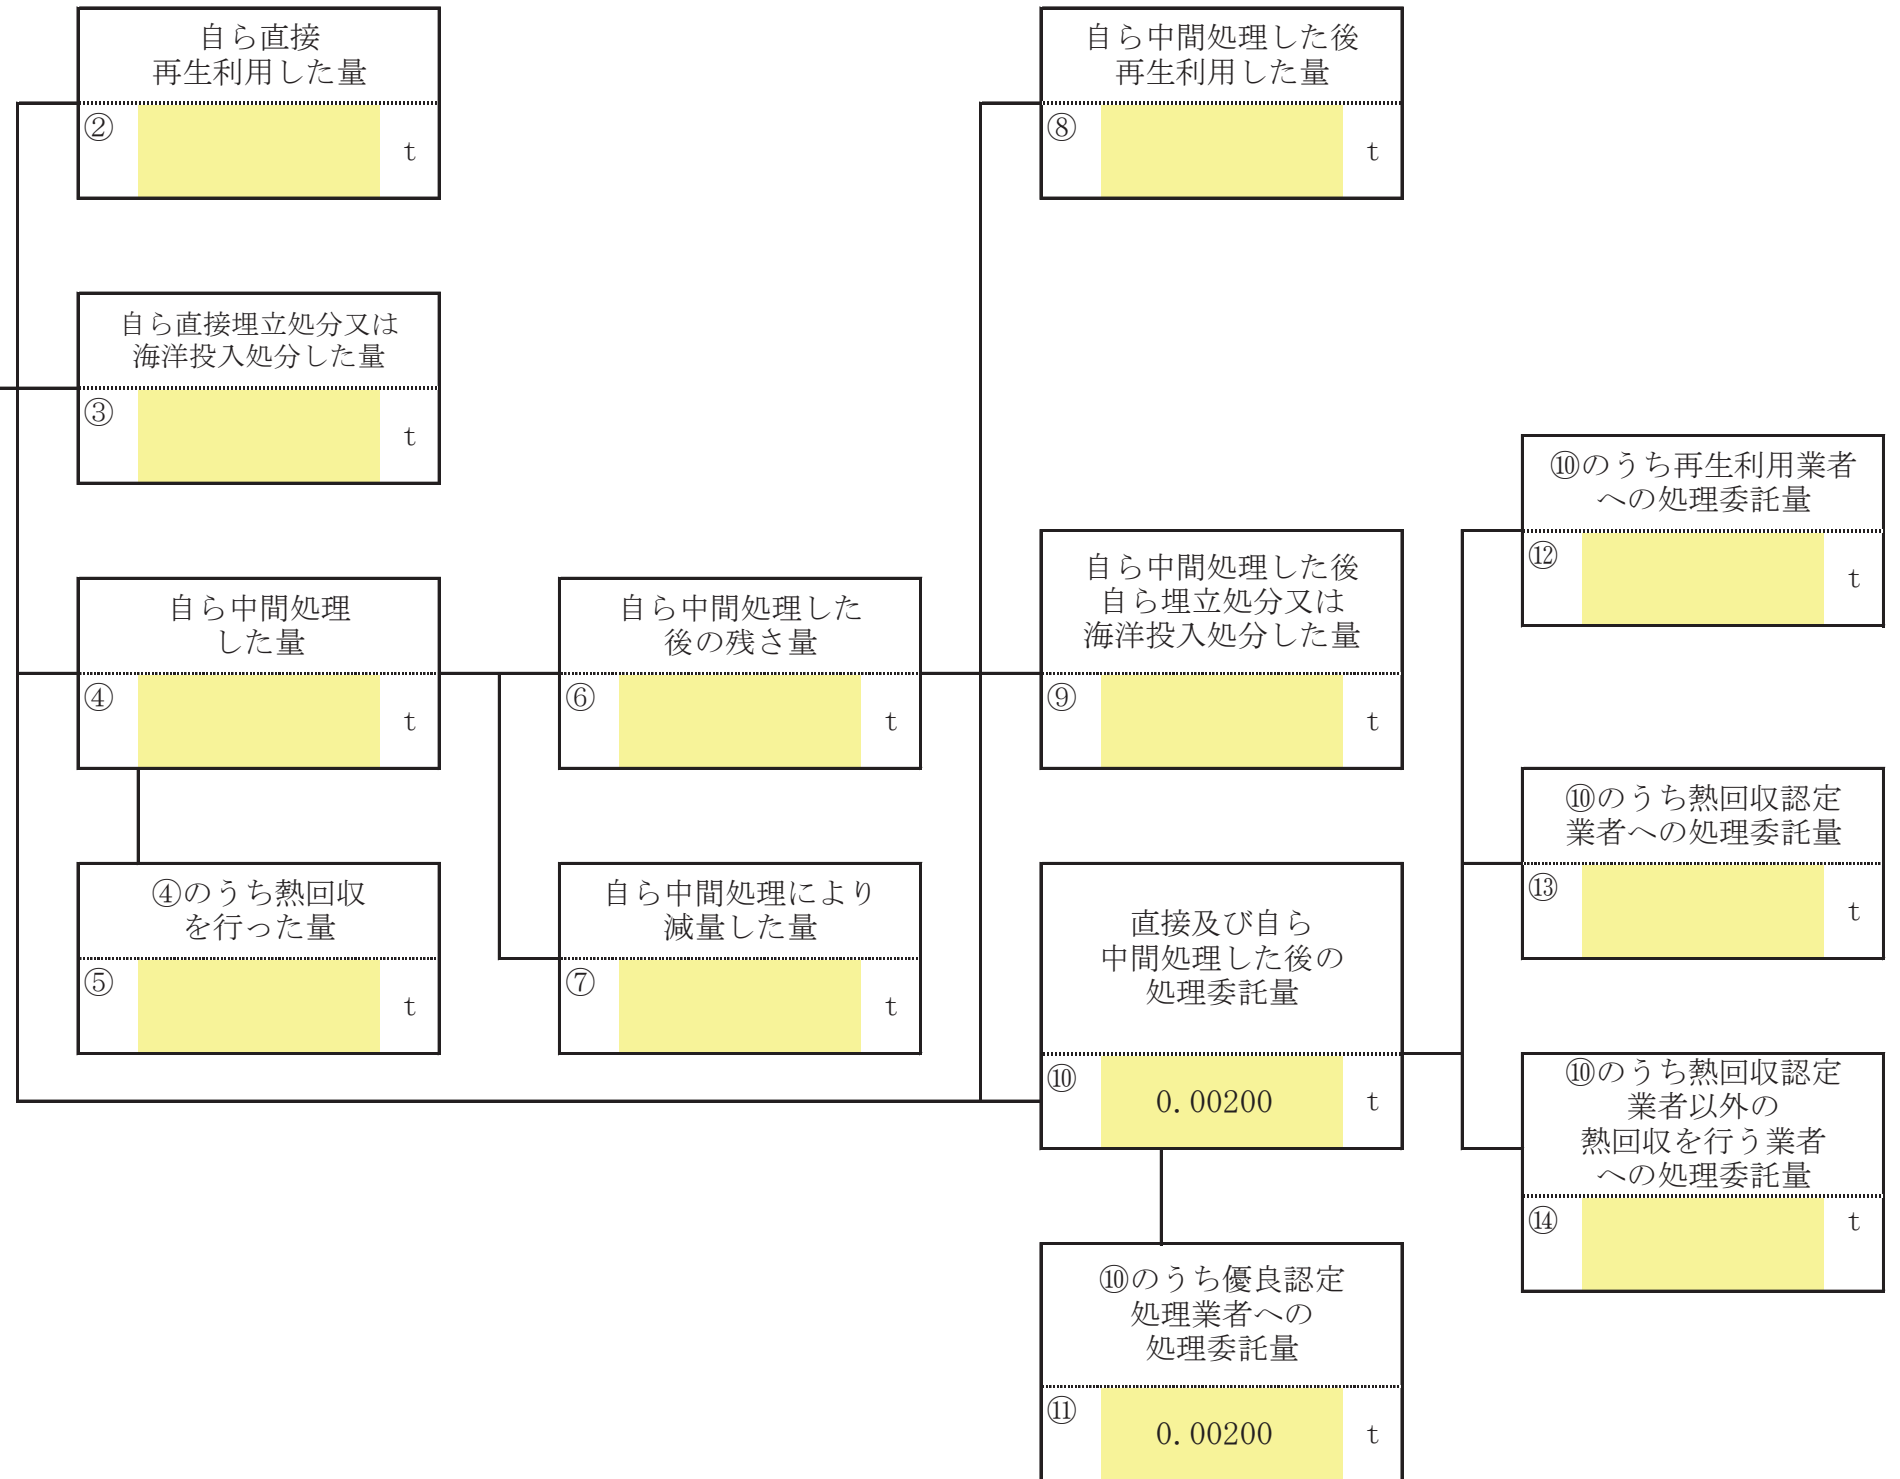 自ら直接
再生利用した量
②
t
自ら直接埋立処分又は
海洋投入処分した量
③
t
自ら中間処理
した量
④
t
④のうち熱回収
を行った量
⑤
t
自ら中間処理した
後の残さ量
⑥
t
自ら中間処理により
減量した量
⑦
t
自ら中間処理した後
再生利用した量
⑧
t
自ら中間処理した後
自ら埋立処分又は
海洋投入処分した量
⑨
t
直接及び自ら
中間処理した後の
処理委託量
⑩ 0.00200 t
⑩のうち優良認定
処理業者への
処理委託量
⑪ 0.00200 t
⑩のうち再生利用業者
への処理委託量
⑫
t
⑩のうち熱回収認定
業者への処理委託量
⑬
t
⑩のうち熱回収認定
業者以外の
熱回収を行う業者
への処理委託量
⑭
t